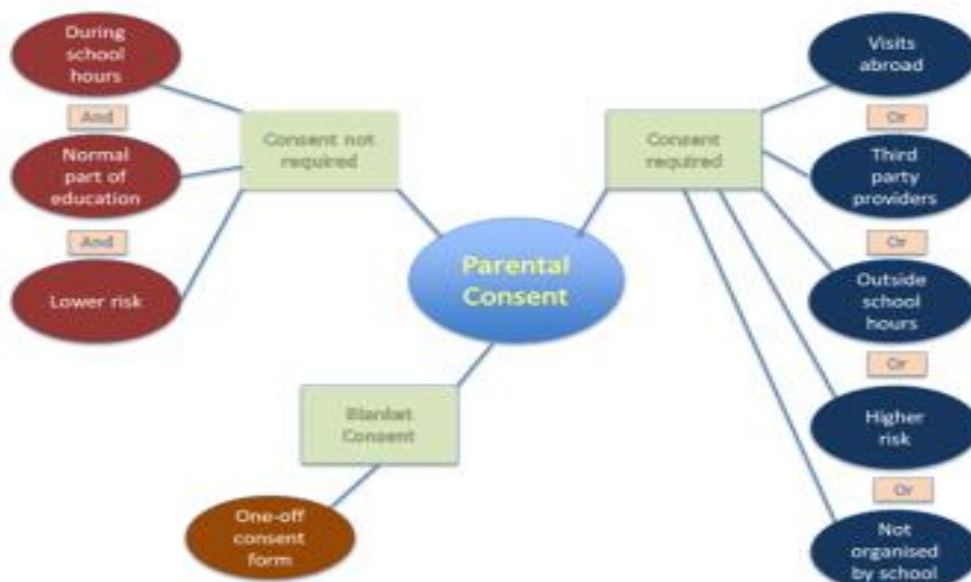 During
school
hours
And
Normal
part of
education
And
Lower risk
Consent not
required
Parental
Consent
Blanket
Consent
One-off
consent
form
Consent
required
Visits
abroad
Or
Third
party
providers
Or
Outside
school
hours
Or
Higher
risk
Or
Not
organised
by school